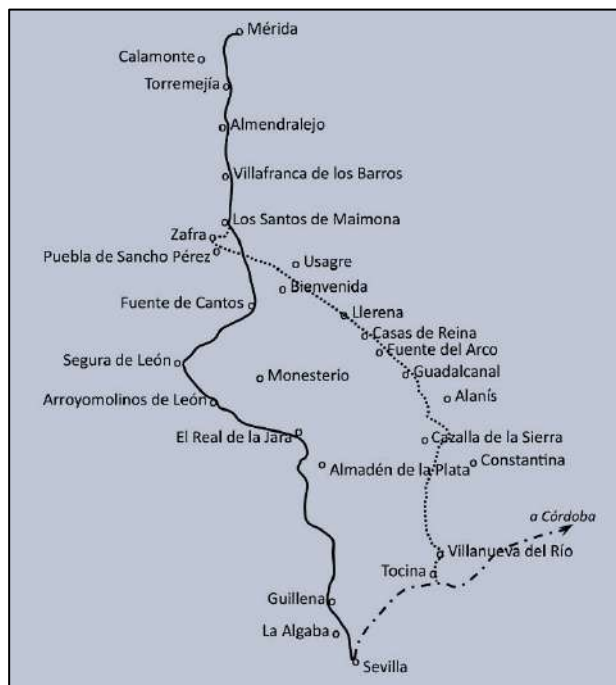 Mérida
Calamonte
Torremejía
Almendralejo
Villafranca de los Barros
Los Santos de Maimona
Zafra
Puebla de Sancho Pérez
Usagre
Bienvenida
Fuente de Cantos
Llerena
Casas de Reina
Fuente del Arco
Segura de León
Guadalcanal
Monesterio
Alanís
Arroyomolinos de León
El Real de la Jara
Cazalla de la Sierra
Almadén de la Plata
Constantina
a Córdoba
Villanueva del Río
Tocina
Guillena
La Algaba
Sevilla